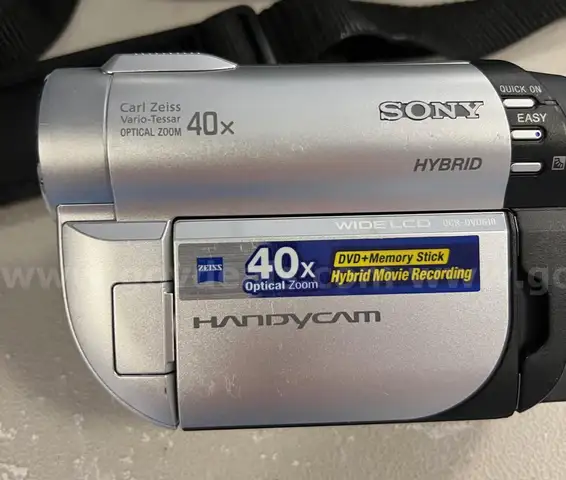 Carl Zeiss
Vario-Tessar
OPTICAL ZOOM 40x
SONY
HYBRID
QUICK ON
EASY
WIDE LCD
ZEISS
40x
Optical Zoom
DVD+Memory Stick
Hybrid Movie Recording
HANDYCAM